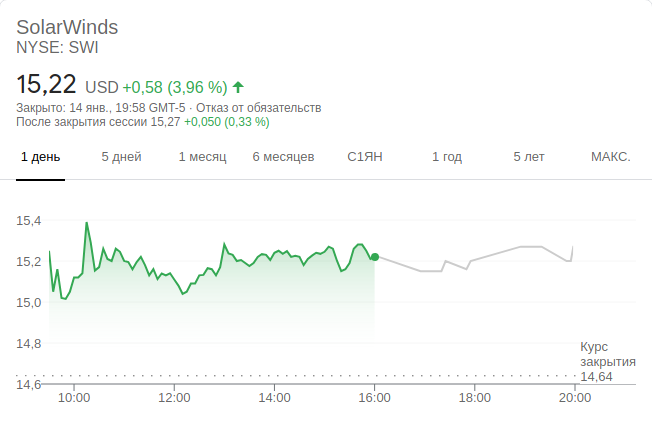 SolarWinds
NYSE: SWI
15,22 USD +0,58 (3,96 %)
Закрыто: 14 янв., 19:58 GMT-5 · Отказ от обязательств
После закрытия сессии 15,27 +0,050 (0,33 %)
1 день 5 дней 1 месяц 6 месяцев С1ЯН 1 год 5 лет МАКС.
15,4
15,2
15,0
14,8
Курс
закрытия
14,64
14,6
10:00 12:00 14:00 16:00 18:00 20:00